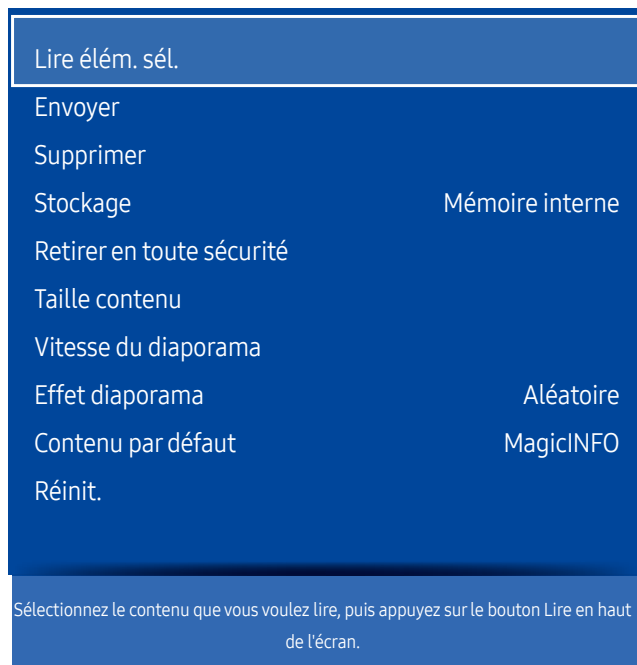 Lire élém. sél.
Envoyer
Supprimer
Stockage Mémoire interne
Retirer en toute sécurité
Taille contenu
Vitesse du diaporama
Effet diaporama Aléatoire
Contenu par défaut MagicINFO
Réinit.
Sélectionnez le contenu que vous voulez lire, puis appuyez sur le bouton Lire en haut
de l'écran.